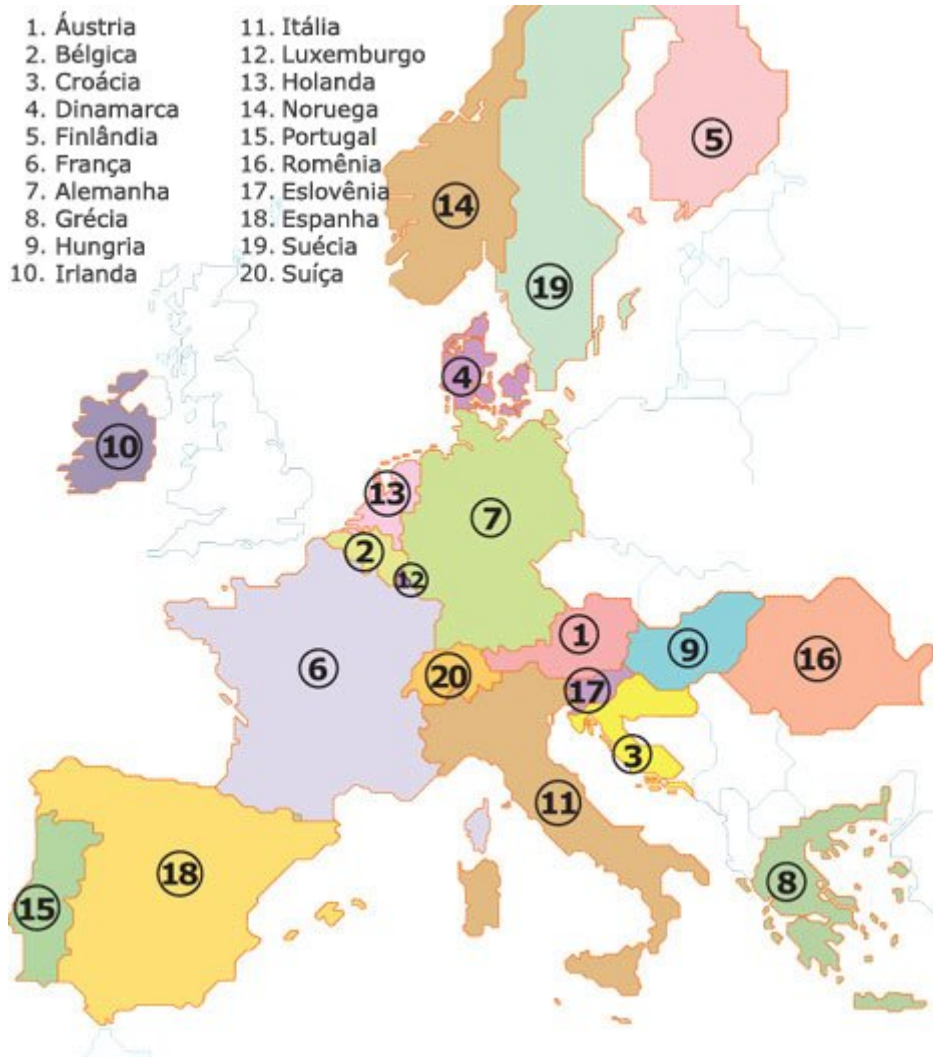 1. Áustria
2. Bélgica
3. Croácia
4. Dinamarca
5. Finlândia
6. França
7. Alemanha
8. Grécia
9. Hungria
10. Irlanda
11. Itália
12. Luxemburgo
13. Holanda
14. Noruega
15. Portugal
16. Romênia
17. Eslovênia
18. Espanha
19. Suécia
20. Suíça
5
14
19
4
10
13
7
2
12
1
9
6
20
17
16
3
11
18
8
15